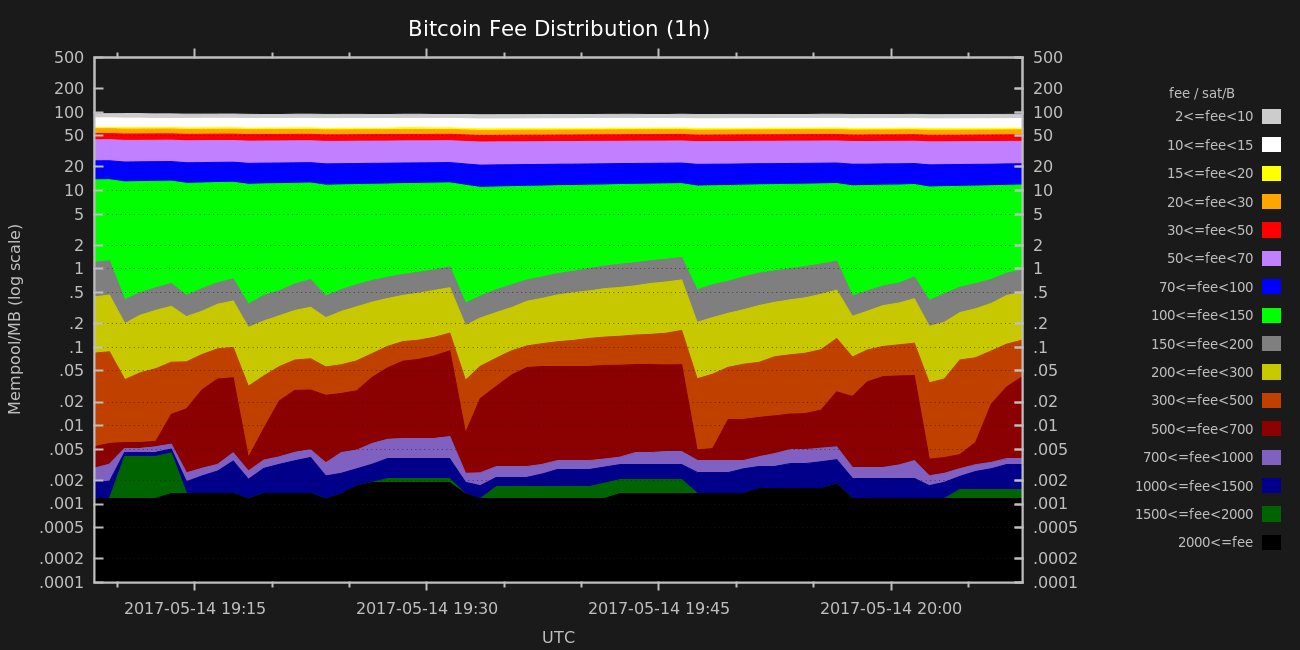 Bitcoin Fee Distribution (1h)
Mempool/MB (log scale)
500
200
100
50
20
10
5
2
1
.5
.2
.1
.05
.02
.01
.005
.002
.001
.0005
.0002
.0001
500
200
100
50
20
10
5
2
1
.5
.2
.1
.05
.02
.01
.005
.002
.001
.0005
.0002
.0001
fee / sat/B
2<=fee<10
10<=fee<15
15<=fee<20
20<=fee<30
30<=fee<50
50<=fee<70
70<=fee<100
100<=fee<150
150<=fee<200
200<=fee<300
300<=fee<500
500<=fee<700
700<=fee<1000
1000<=fee<1500
1500<=fee<2000
2000<=fee
2017-05-14 19:15 2017-05-14 19:30 2017-05-14 19:45 2017-05-14 20:00
UTC